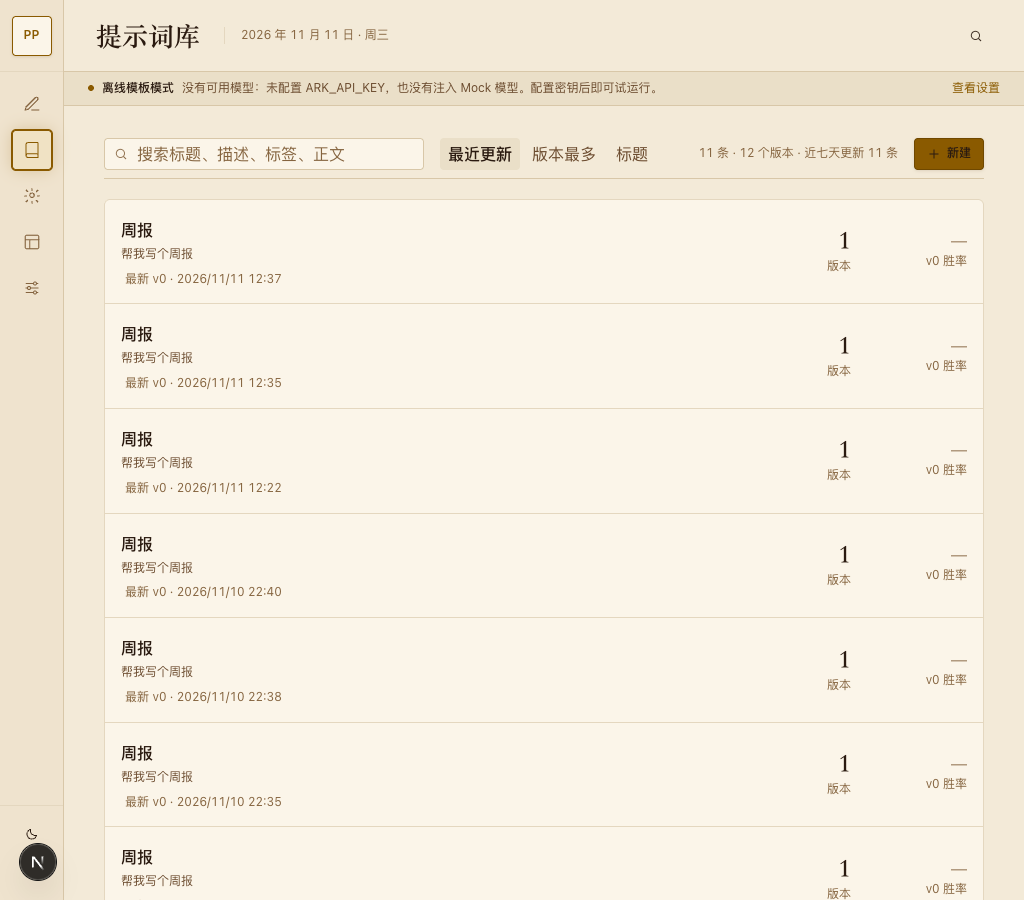 PP
提示词库
2026 年 11 月 11 日 · 周三
离线模板模式 没有可用模型：未配置 ARK_API_KEY，也没有注入 Mock 模型。配置密钥后即可试运行。 查看设置
搜索标题、描述、标签、正文
最近更新 版本最多 标题
11 条 · 12 个版本 · 近七天更新 11 条
+ 新建
周报
帮我写个周报
最新 v0 · 2026/11/11 12:37
1
版本
—
v0 胜率
周报
帮我写个周报
最新 v0 · 2026/11/11 12:35
1
版本
—
v0 胜率
周报
帮我写个周报
最新 v0 · 2026/11/11 12:22
1
版本
—
v0 胜率
周报
帮我写个周报
最新 v0 · 2026/11/10 22:40
1
版本
—
v0 胜率
周报
帮我写个周报
最新 v0 · 2026/11/10 22:38
1
版本
—
v0 胜率
周报
帮我写个周报
最新 v0 · 2026/11/10 22:35
1
版本
—
v0 胜率
周报
帮我写个周报
1
版本
—
v0 胜率
N